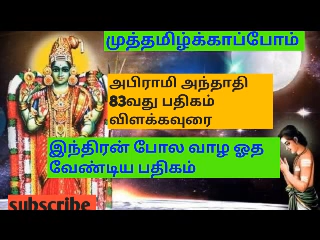 முத்தமிழ்க்காப்போம்
அபிராமி அந்தாதி
83வது பதிகம்
விளக்கவுரை
இந்திரன் போல வாழ ஓத
வேண்டிய பதிகம்
subscribe